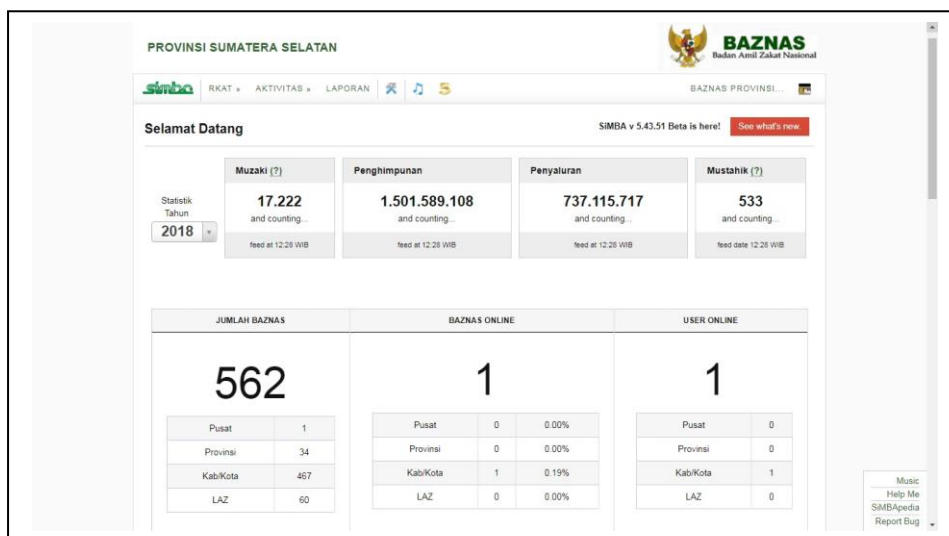 PROVINSI SUMATERA SELATAN
BAZNAS
Badan Amil Zakat Nasional
simba RKAT » AKTIVITAS » LAPORAN BAZNAS PROVINSI...
Selamat Datang SiMBA v 5.43.51 Beta is here! See what's new.
Muzaki (?) Penghimpunan Penyaluran Mustahik (?)
Statistik
Tahun
2018
17.222 1.501.589.108 737.115.717 533
and counting... and counting... and counting... and counting...
feed at 12:28 WIB feed at 12:28 WIB feed at 12:28 WIB feed date 12:28 WIB
JUMLAH BAZNAS BAZNAS ONLINE USER ONLINE
562 1 1
Pusat 1 Pusat 0 0.00% Pusat 0
Provinsi 34 Provinsi 0 0.00% Provinsi 0
Kab/Kota 467 Kab/Kota 1 0.19% Kab/Kota 1
LAZ 60 LAZ 0 0.00% LAZ 0
Music
Help Me
SiMBApedia
Report Bug